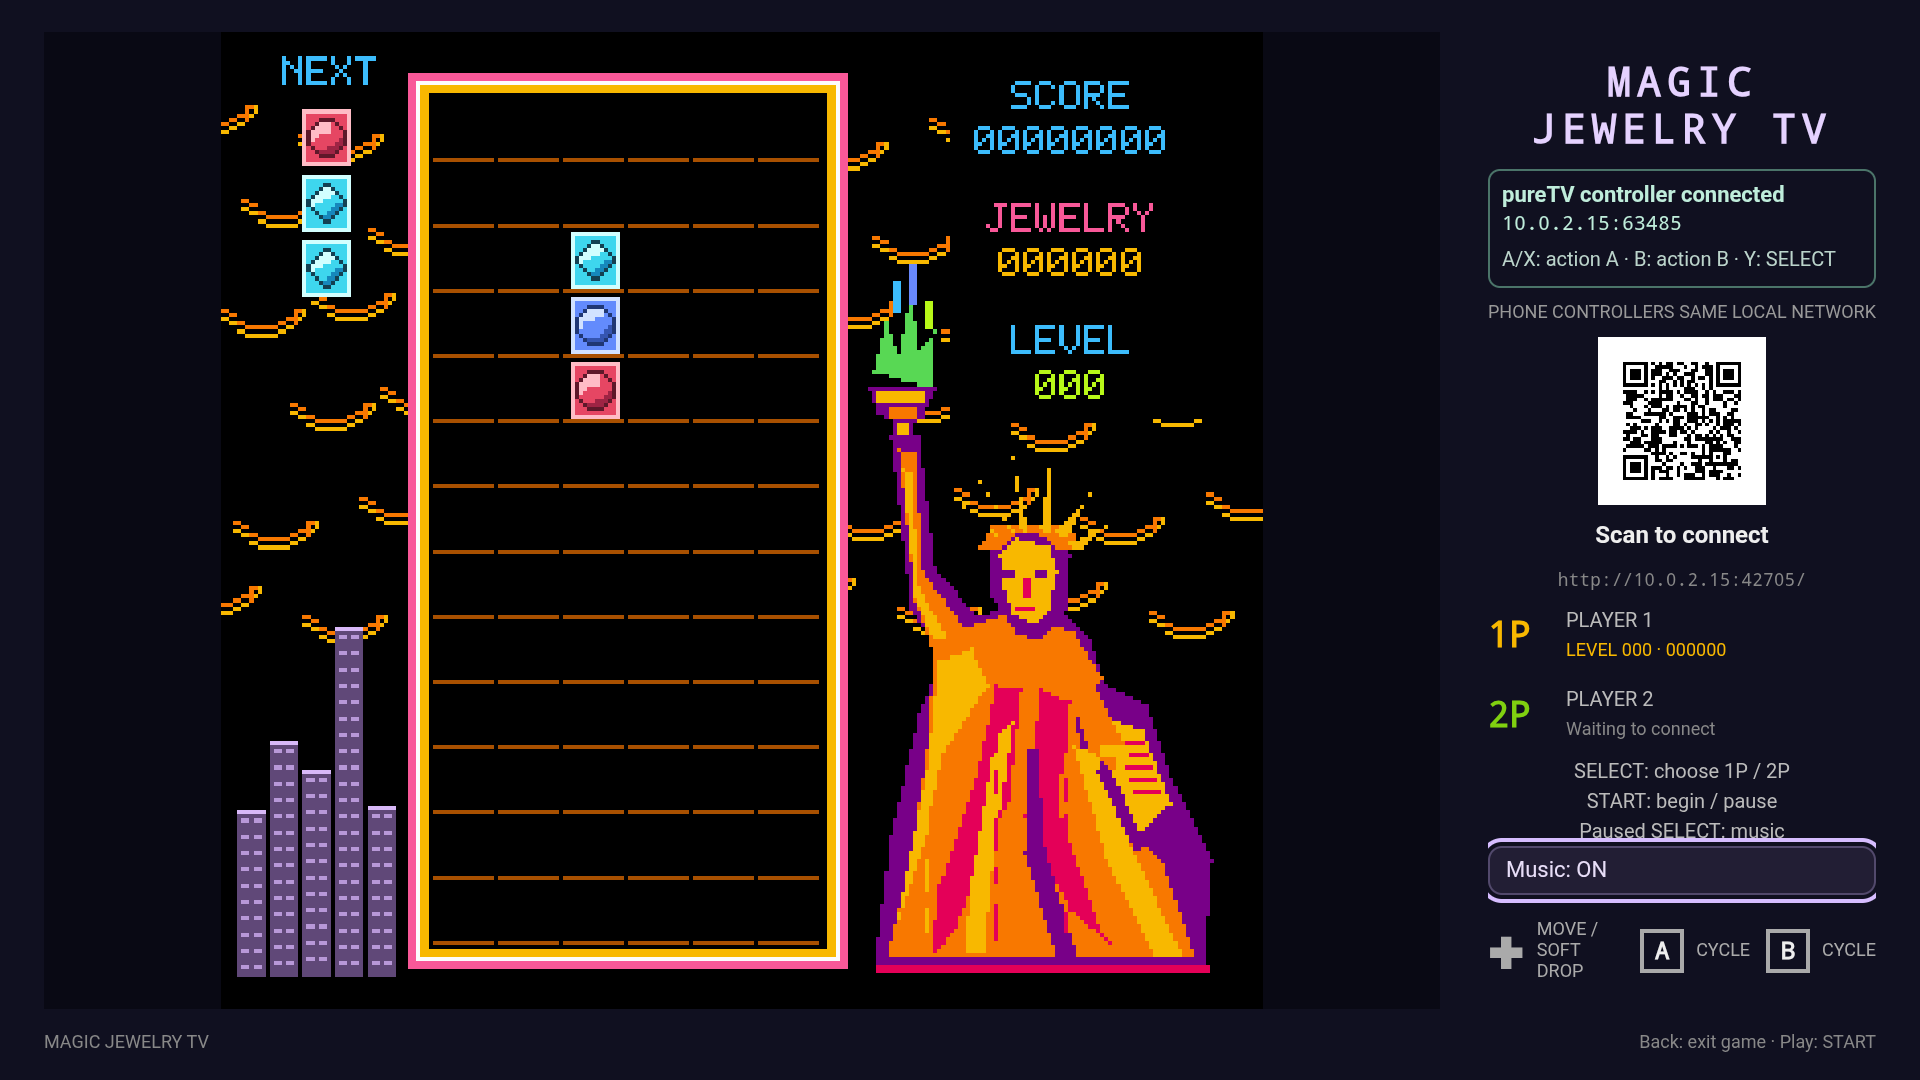 NEXT
SCORE
00000000
JEWELRY
000000
LEVEL
000
MAGIC
JEWELRY TV
pureTV controller connected
10.0.2.15:63485
A/X: action A · B: action B · Y: SELECT
PHONE CONTROLLERS SAME LOCAL NETWORK
Scan to connect
http://10.0.2.15:42705/
1P
PLAYER 1
LEVEL 000 · 000000
2P
PLAYER 2
Waiting to connect
SELECT: choose 1P / 2P
START: begin / pause
Paused SELECT: music
Music: ON
MOVE /
SOFT
DROP
A
CYCLE
B
CYCLE
MAGIC JEWELRY TV
Back: exit game · Play: START